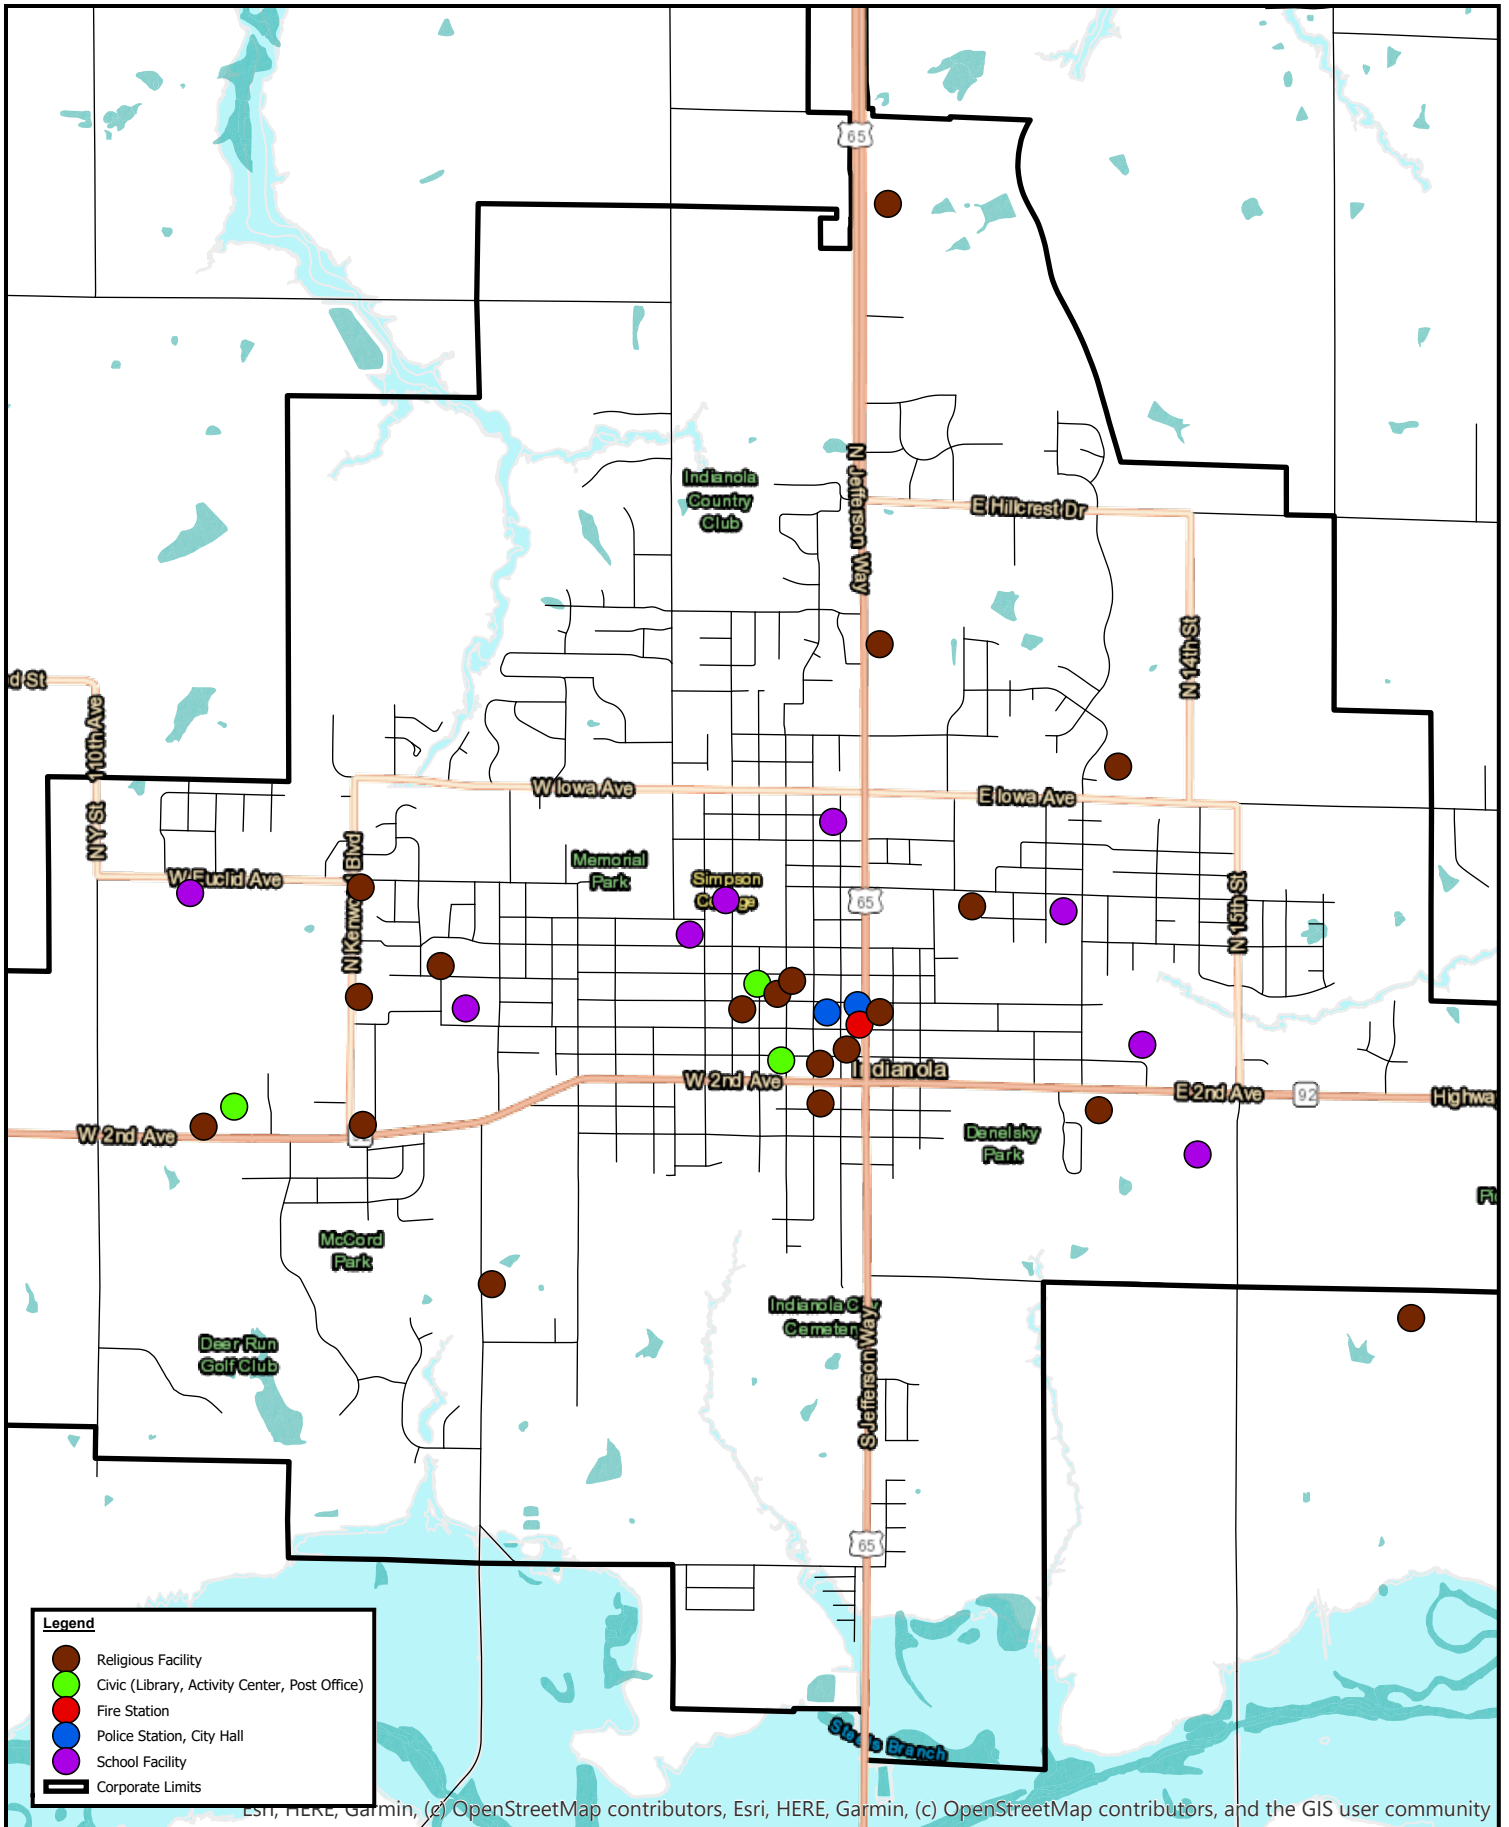 65
Indianola
Country
Club
N Jefferson Way
E Hillcrest Dr
N 14th St
d St
110th Ave
N Y St
W Iowa Ave
E Iowa Ave
Memorial
Park
Simpson
W Euclid Ave
Blvd
65
N 15th St
Indianola
W 2nd Ave
E 2nd Ave
92
Highwa
W 2nd Ave
Danelsky
Park
McCord
Park
Indianola
Deer Run
Golf Club
S Jefferson Way
65
Branch
Legend
Religious Facility
Civic (Library, Activity Center, Post Office)
Fire Station
Police Station, City Hall
School Facility
Corporate Limits
Esri, HERE, Garmin, (c) OpenStreetMap contributors, Esri, HERE, Garmin, (c) OpenStreetMap contributors, and the GIS user community